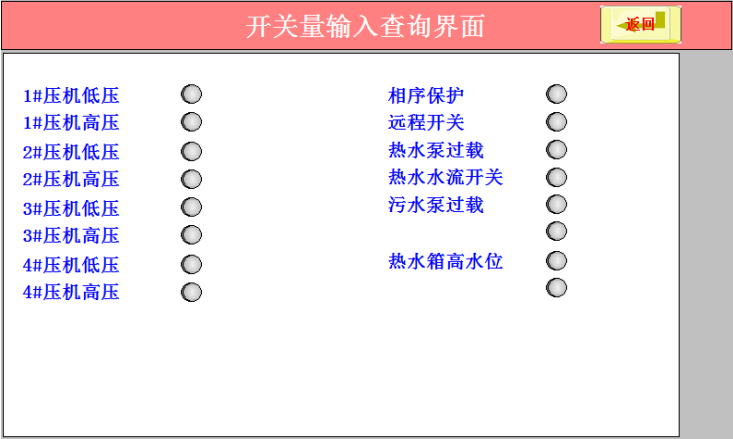 开关量输入查询界面
返回
1#压机低压
1#压机高压
2#压机低压
2#压机高压
3#压机低压
3#压机高压
4#压机低压
4#压机高压
相序保护
远程开关
热水泵过载
热水水流开关
污水泵过载
热水箱高水位